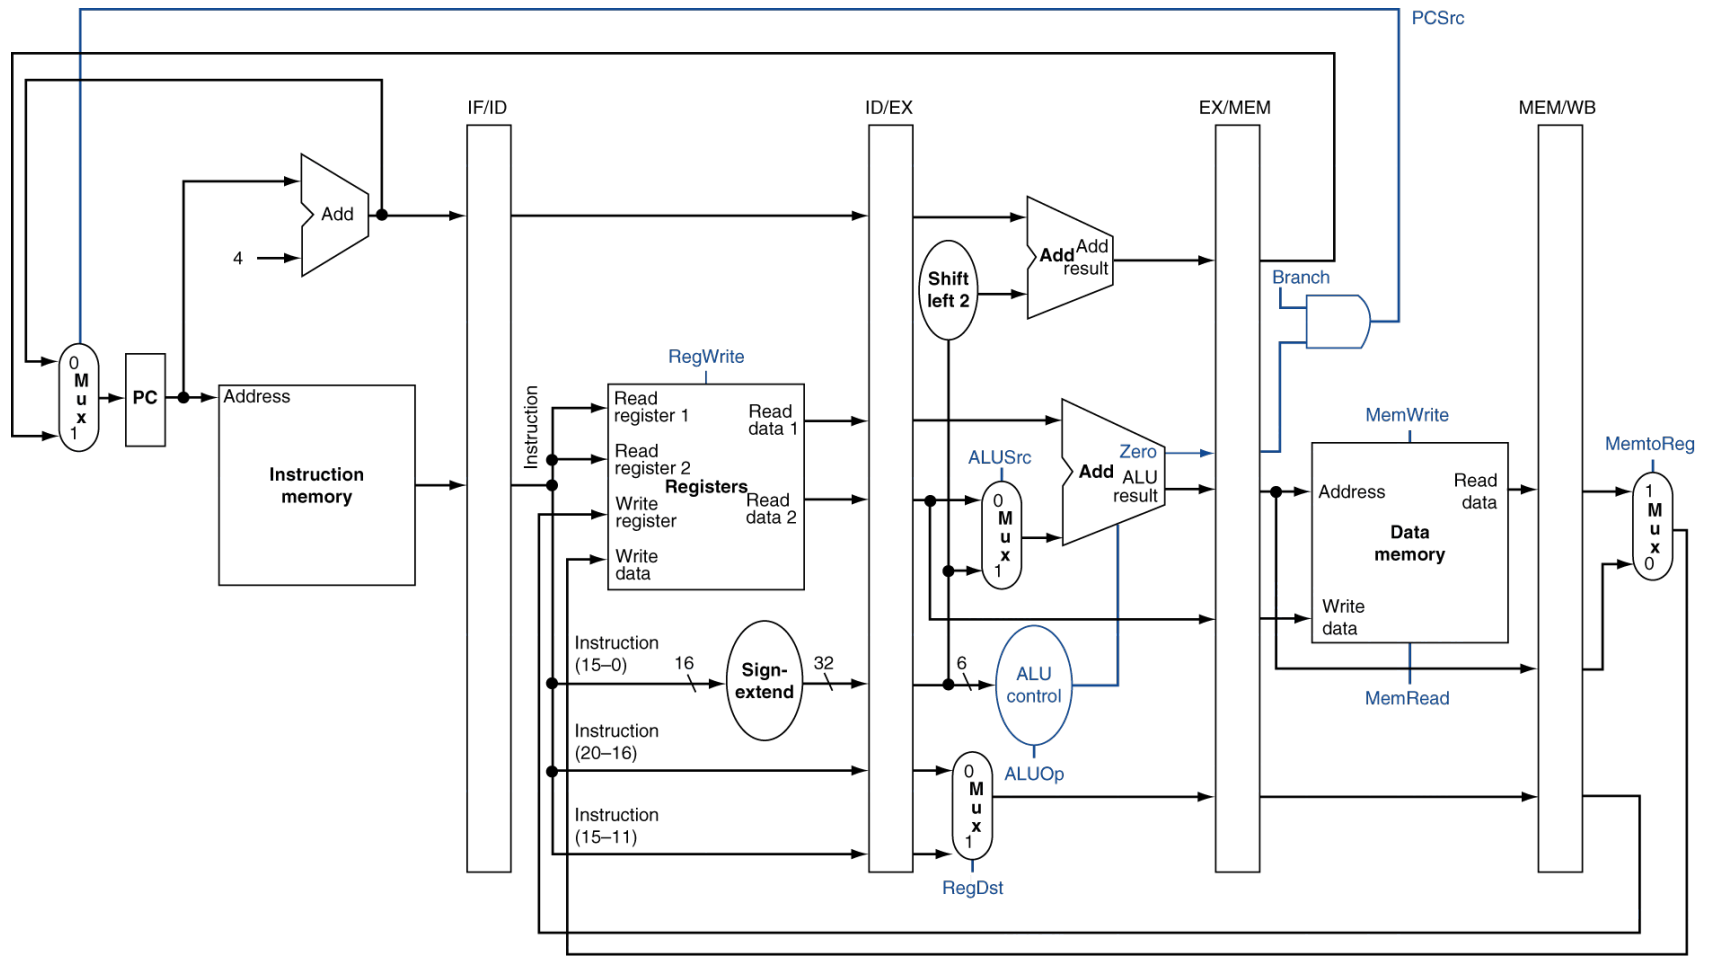 PCSrc
IF/ID
ID/EX
EX/MEM
MEM/WB
Add
4
Add
Add
result
Shift
left 2
Branch
0
M
u
x
1
PC
Address
Instruction
memory
Instruction
RegWrite
Read
register 1
Read
register 2
Write
register
Write
data
Registers
Read
data 1
Read
data 2
ALUSrc
0
M
u
x
1
Zero
Add
ALU
result
MemWrite
Address
Read
data
Data
memory
Write
data
MemRead
MemtoReg
1
M
u
x
0
Instruction
(15–0)
16
Sign-
extend
32
6
ALU
control
ALUOp
Instruction
(20–16)
Instruction
(15–11)
0
M
u
x
1
RegDst